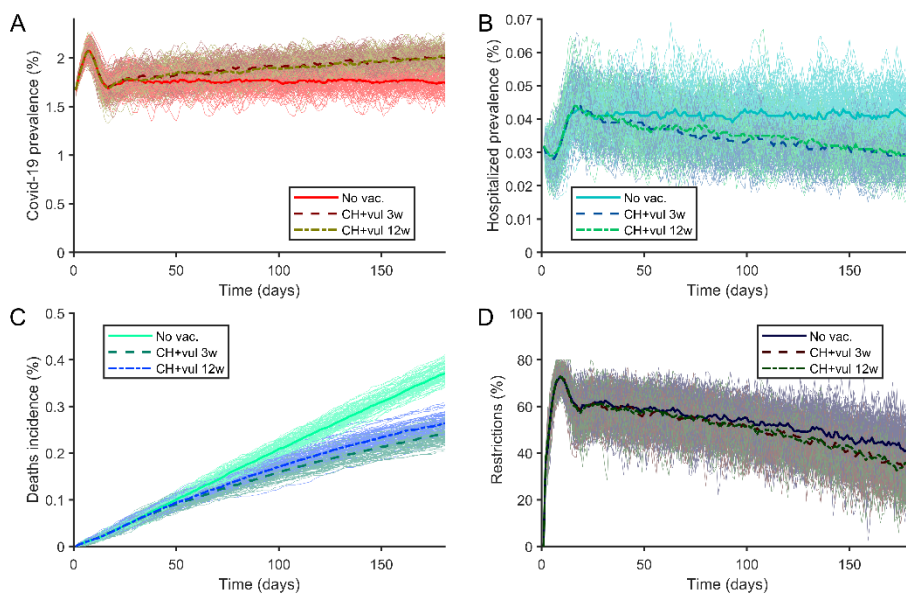 A
Covid-19 prevalence (%)
2
1.5
1
0.5
0
0
50
100
150
Time (days)
No vac.
CH+vul 3w
CH+vul 12w
B
Hospitalized prevalence (%)
0.07
0.06
0.05
0.04
0.03
0.02
0.01
0
0
50
100
150
Time (days)
No vac.
CH+vul 3w
CH+vul 12w
C
Deaths incidence (%)
0.5
0.4
0.3
0.2
0.1
0
0
50
100
150
Time (days)
No vac.
CH+vul 3w
CH+vul 12w
D
Restrictions (%)
100
80
60
40
20
0
0
50
100
150
Time (days)
No vac.
CH+vul 3w
CH+vul 12w